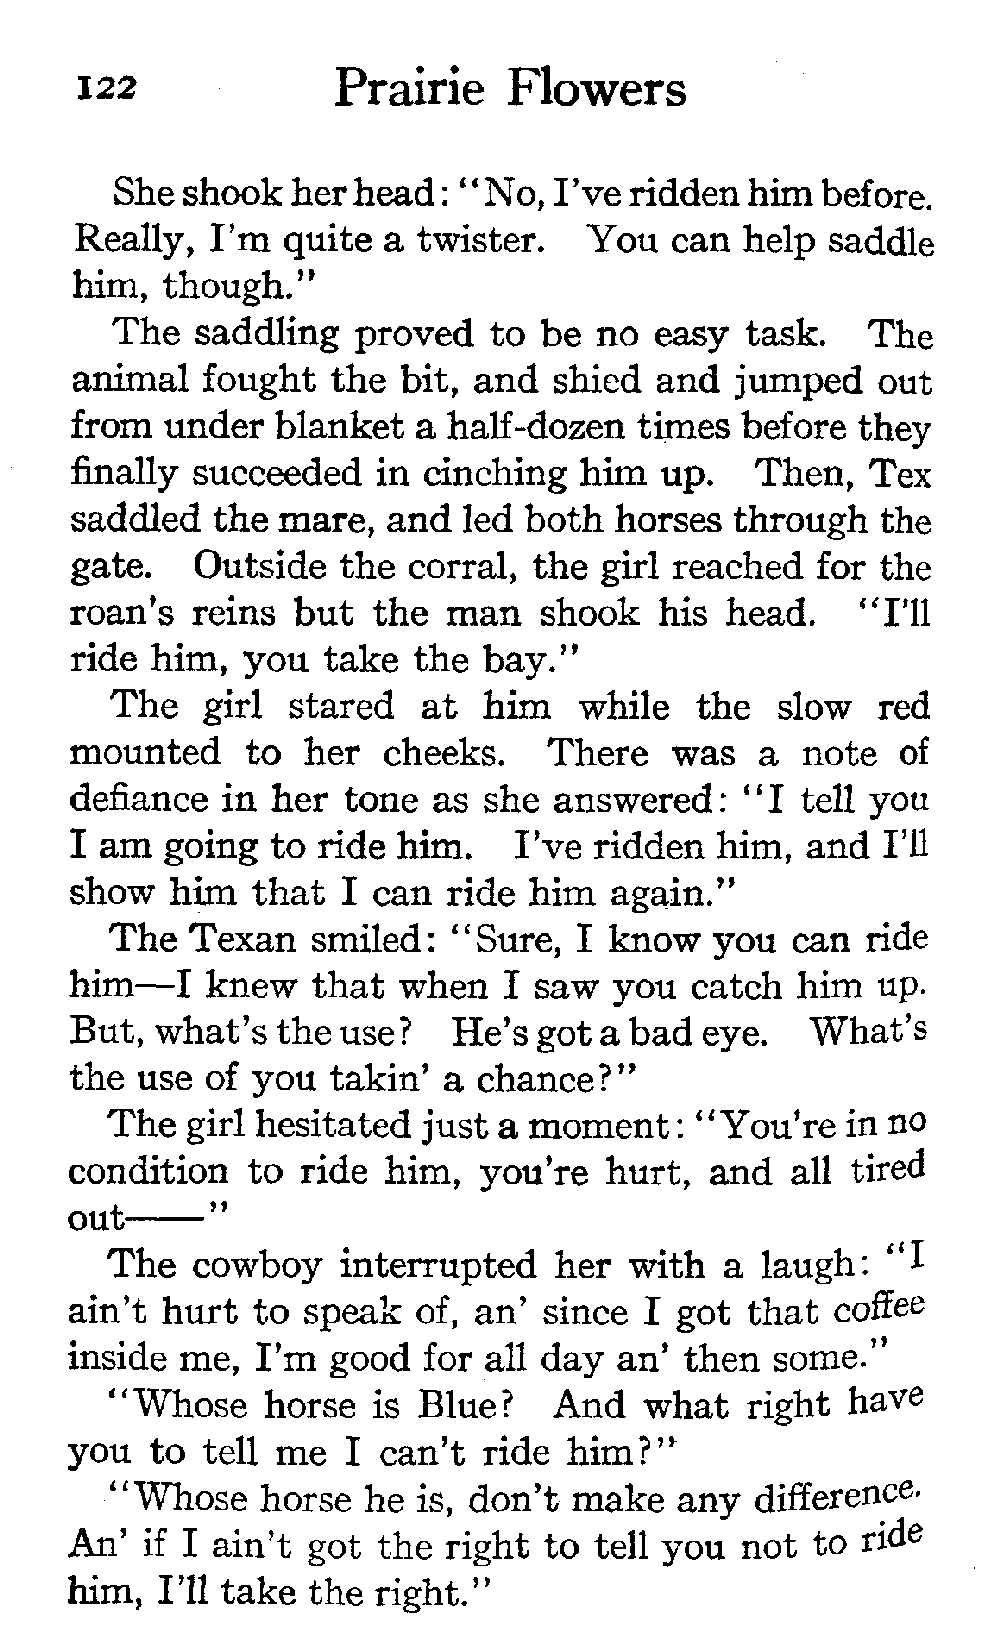 122 Prairie Flowers
She shook her head: "No, I've ridden him before.
Really, I'm quite a twister. You can help saddle
him, though."
The saddling proved to be no easy task. The
animal fought the bit, and shied and jumped out
from under blanket a half-dozen times before they
finally succeeded in cinching him up. Then, Tex
saddled the mare, and led both horses through the
gate. Outside the corral, the girl reached for the
roan's reins but the man shook his head. "I'll
ride him, you take the bay."
The girl stared at him while the slow red
mounted to her cheeks. There was a note of
defiance in her tone as she answered: "I tell you
I am going to ride him. I've ridden him, and I'll
show him that I can ride him again."
The Texan smiled: "Sure, I know you can ride
him—I knew that when I saw you catch him up.
But, what's the use? He's got a bad eye. What's
the use of you takin' a chance?"
The girl hesitated just a moment: "You're in no
condition to ride him, you're hurt, and all tired
out——"
The cowboy interrupted her with a laugh: "I
ain't hurt to speak of, an' since I got that coffee
inside me, I'm good for all day an' then some."
"Whose horse is Blue? And what right have
you to tell me I can't ride him?"
"Whose horse he is, don't make any difference.
An' if I ain't got the right to tell you not to ride
him, I'll take the right."